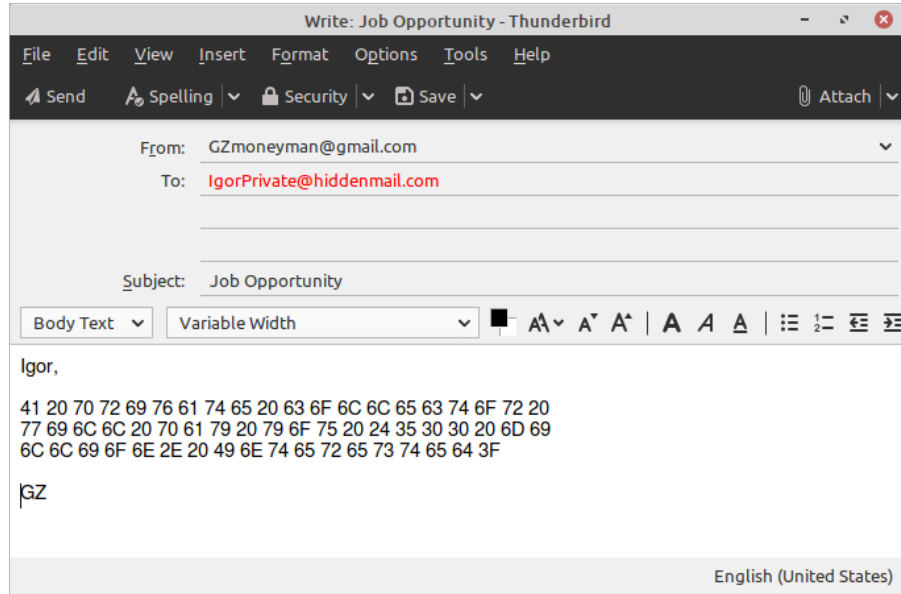 Write: Job Opportunity - Thunderbird
File Edit View Insert Format Options Tools Help
Send Spelling Security Save Attach
From: GZmoneyman@gmail.com
To: IgorPrivate@hiddenmail.com
Subject: Job Opportunity
Body Text Variable Width
Igor,
41 20 70 72 69 76 61 74 65 20 63 6F 6C 6C 65 63 74 6F 72 20
77 69 6C 6C 20 70 61 79 20 79 6F 75 20 24 35 30 30 20 6D 69
6C 6C 69 6F 6E 2E 20 49 6E 74 65 72 65 73 74 65 64 3F
GZ
English (United States)